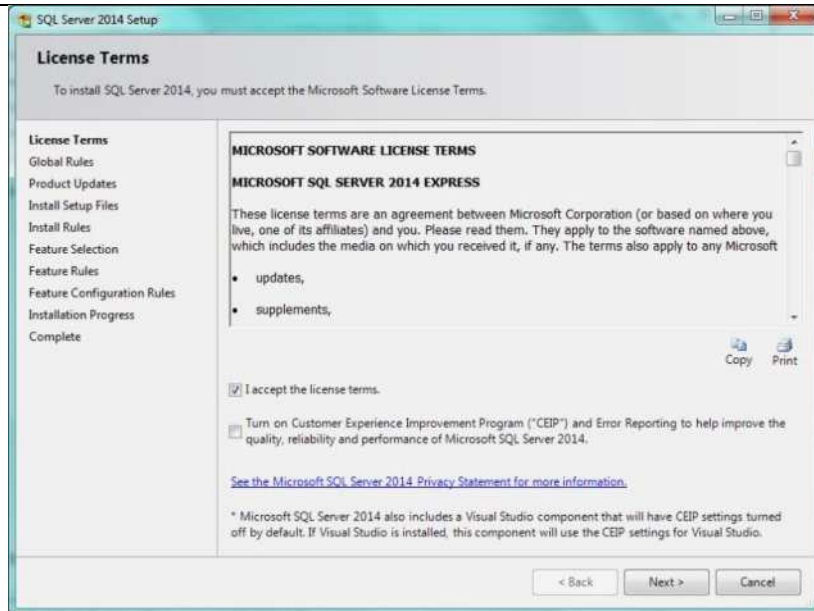 SQL Server 2014 Setup
License Terms
To install SQL Server 2014, you must accept the Microsoft Software License Terms.
License Terms
Global Rules
Product Updates
Install Setup Files
Install Rules
Feature Selection
Feature Rules
Feature Configuration Rules
Installation Progress
Complete
MICROSOFT SOFTWARE LICENSE TERMS
MICROSOFT SQL SERVER 2014 EXPRESS
These license terms are an agreement between Microsoft Corporation (or based on where you
live, one of its affiliates) and you. Please read them. They apply to the software named above,
which includes the media on which you received it, if any. The terms also apply to any Microsoft
• updates,
• supplements,
Copy Print
I accept the license terms.
Turn on Customer Experience Improvement Program ("CEIP") and Error Reporting to help improve the
quality, reliability and performance of Microsoft SQL Server 2014.
See the Microsoft SQL Server 2014 Privacy Statement for more information.
* Microsoft SQL Server 2014 also includes a Visual Studio component that will have CEIP settings turned
off by default. If Visual Studio is installed, this component will use the CEIP settings for Visual Studio.
< Back Next > Cancel